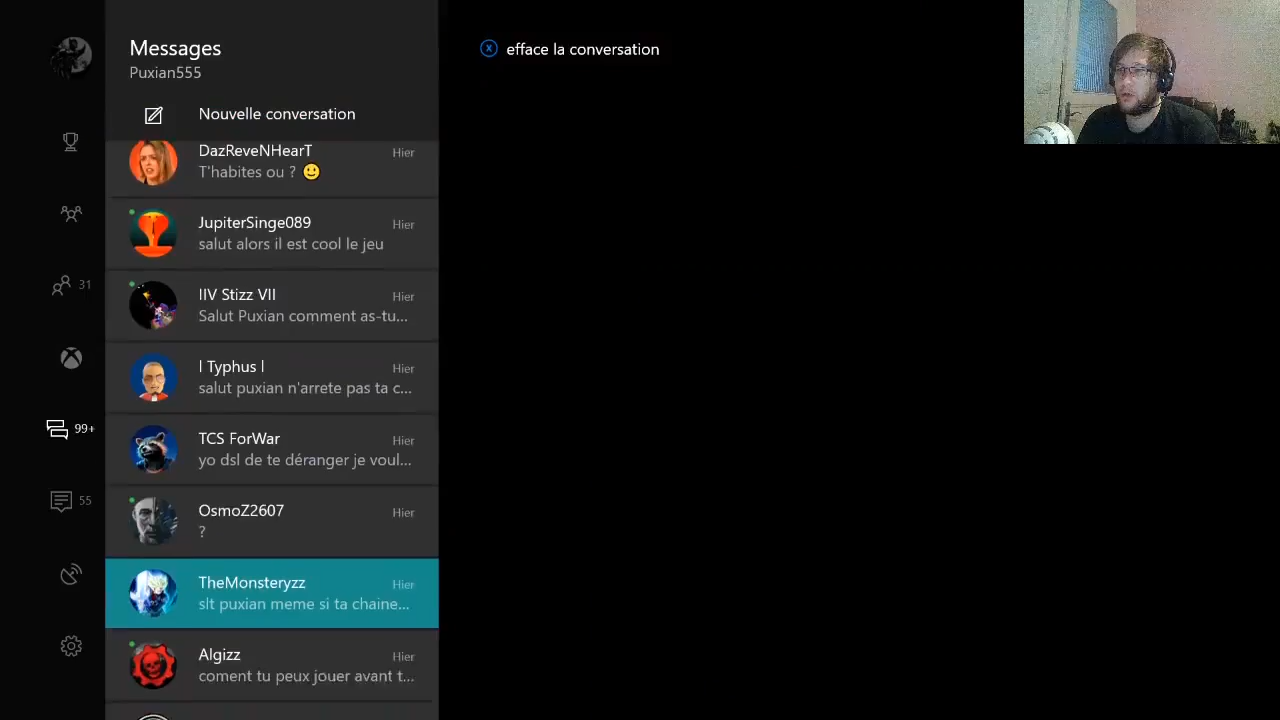 Messages
Puxian555
Nouvelle conversation
DazReveNHearT Hier
T'habites ou ? 🙂
JupiterSinge089 Hier
salut alors il est cool le jeu
IIV Stizz VII Hier
Salut Puxian comment as-tu...
l Typhus l Hier
salut puxian n'arrete pas ta c...
TCS ForWar Hier
yo dsl de te déranger je voul...
OsmoZ2607 Hier
?
TheMonsteryzz Hier
slt puxian meme si ta chaine...
Algizz Hier
coment tu peux jouer avant t...
31
99+
55
X efface la conversation